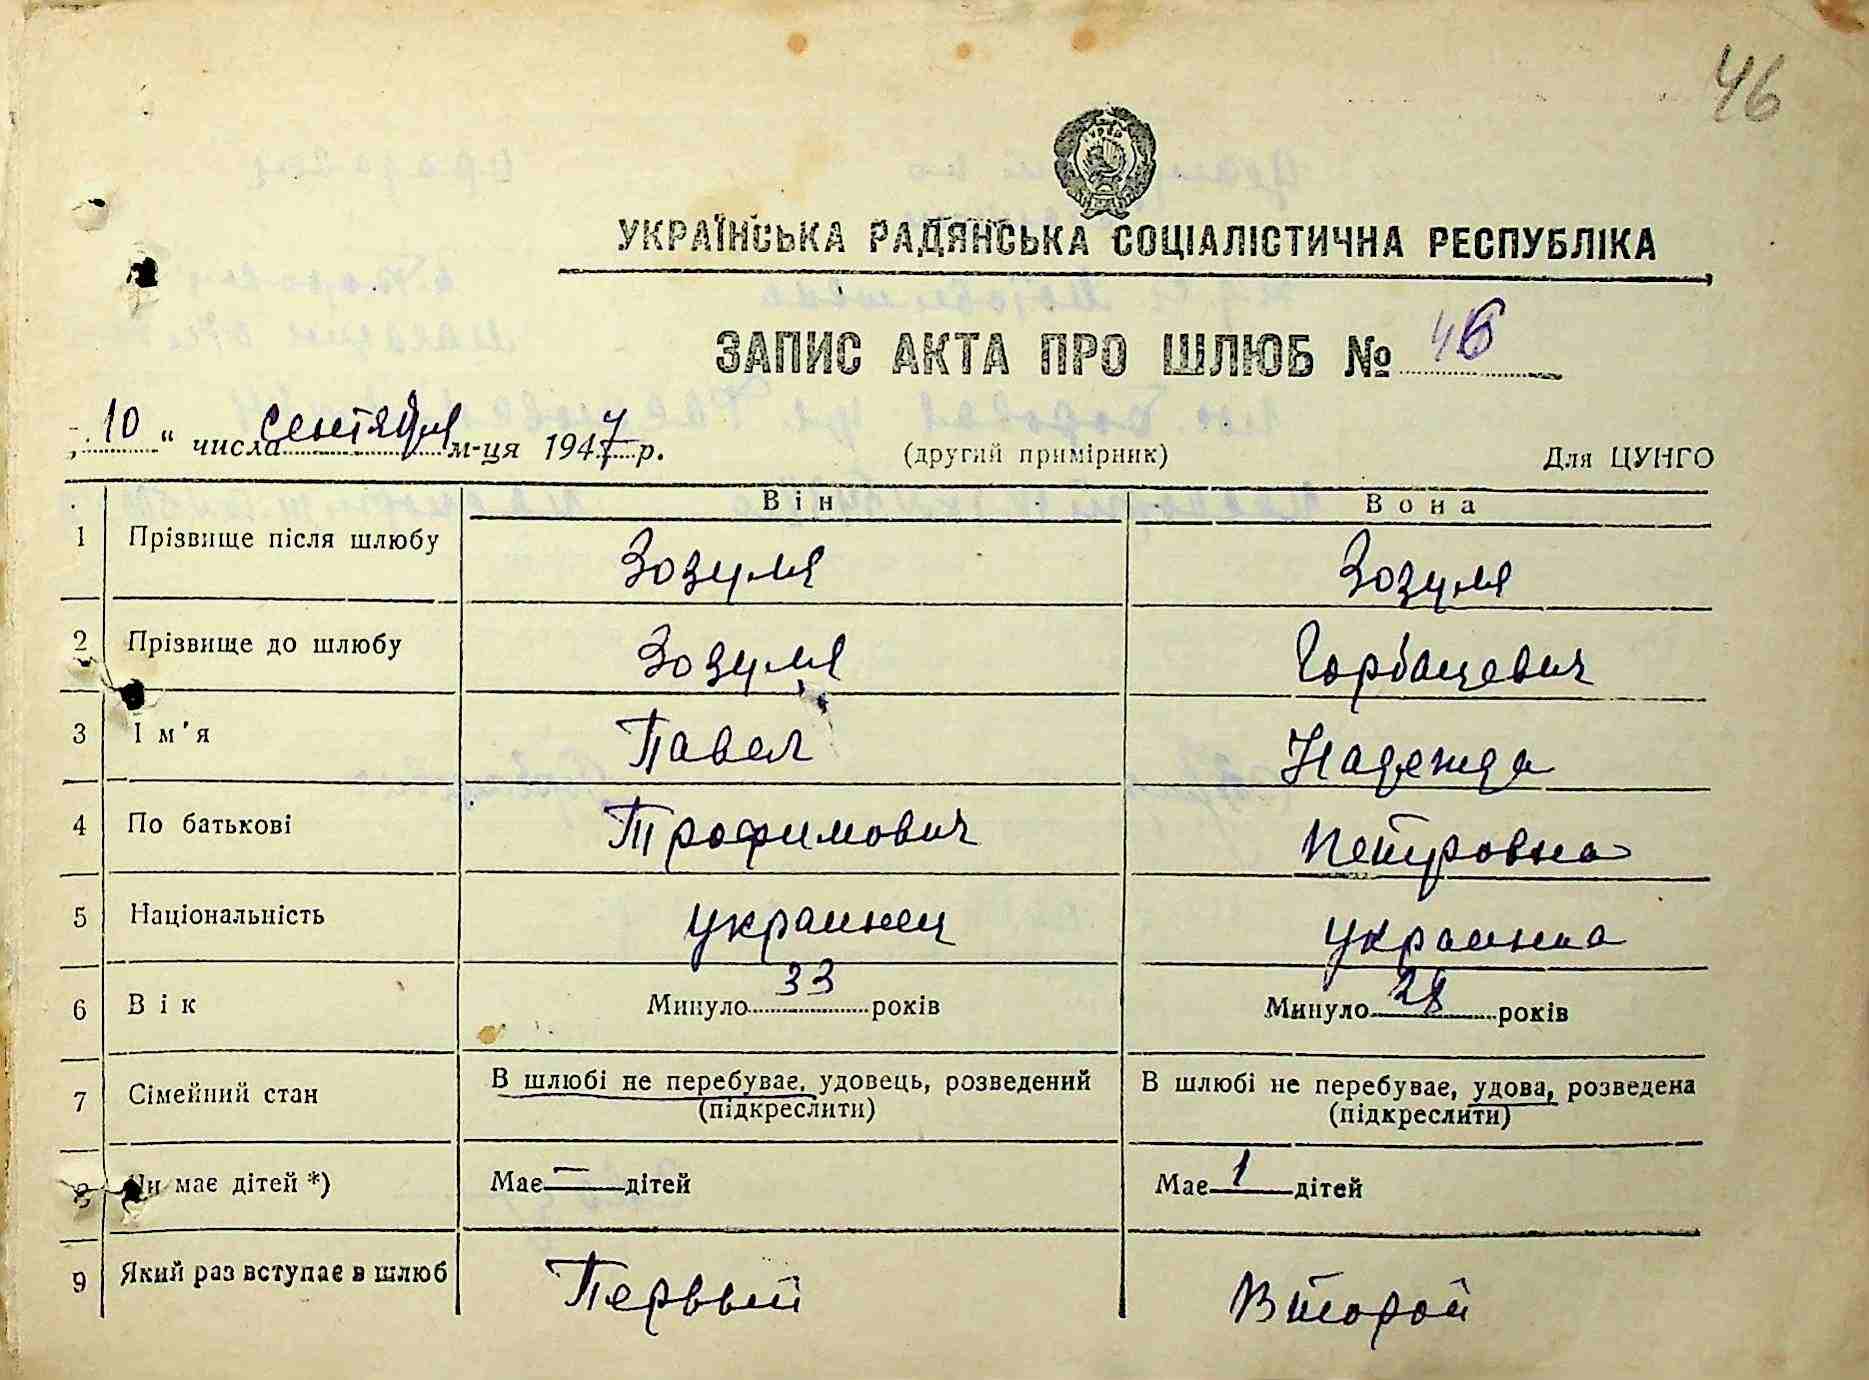 46
УКРАЇНСЬКА РАДЯНСЬКА СОЦІАЛІСТИЧНА РЕСПУБЛІКА
ЗАПИС АКТА ПРО ШЛЮБ № 46
„10“ числа сентября м-ця 1947 р. (другий примірник) Для ЦУНГО
Він Вона
1 Прізвище після шлюбу Зозуля Зозуля
2 Прізвище до шлюбу Зозуля Горбацевич
3 Ім'я Павел Надежда
4 По батькові Трофимович Петровна
5 Національність украинец украинка
6 Вік Минуло 33 років Минуло 28 років
7 Сімейний стан В шлюбі не перебуває, удовець, розведений В шлюбі не перебуває, удова, розведена
(підкреслити) (підкреслити)
8 Чи має дітей *) Має — дітей Має 1 дітей
9 Який раз вступає в шлюб Первый Второй